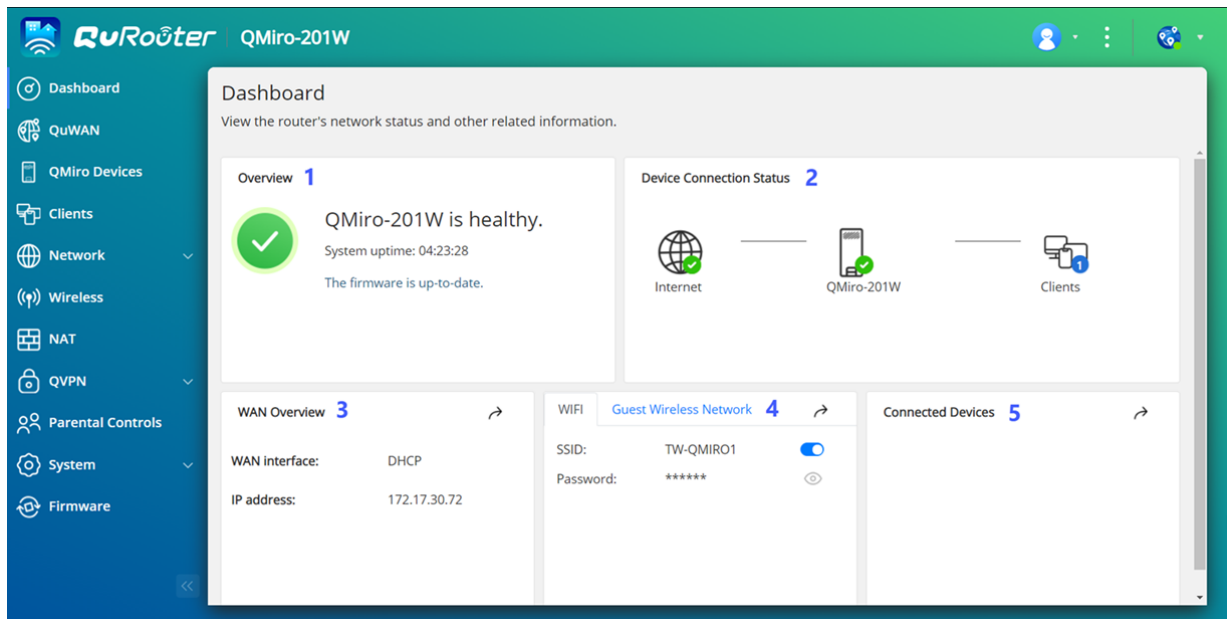 QuRouter QMiro-201W
Dashboard
QuWAN
QMiro Devices
Clients
Network
Wireless
NAT
QVPN
Parental Controls
System
Firmware
Dashboard
View the router's network status and other related information.
Overview 1
QMiro-201W is healthy.
System uptime: 04:23:28
The firmware is up-to-date.
Device Connection Status 2
Internet
QMiro-201W
1
Clients
WAN Overview 3
WAN interface: DHCP
IP address: 172.17.30.72
WIFI Guest Wireless Network 4
SSID: TW-QMIRO1
Password: ******
Connected Devices 5